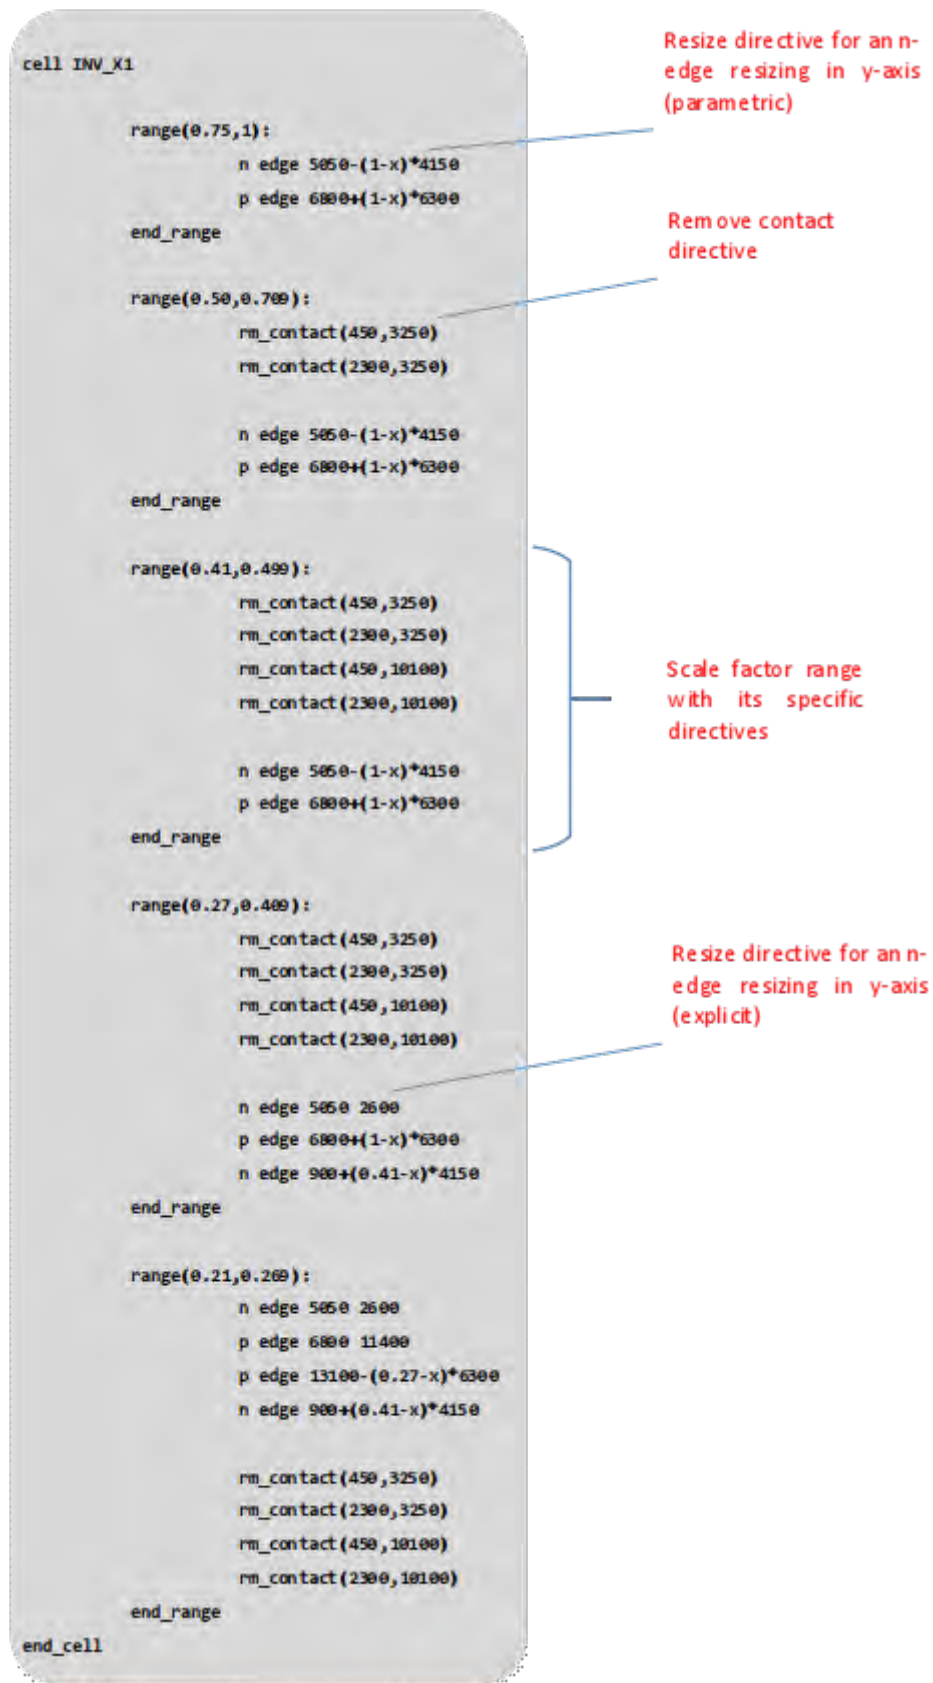 cell INV_X1
range(0.75,1):
n edge 5050-(1-x)*4150
p edge 6800+(1-x)*6300
end_range
range(0.50,0.709):
rm_contact(450,3250)
rm_contact(2300,3250)
n edge 5050-(1-x)*4150
p edge 6800+(1-x)*6300
end_range
range(0.41,0.499):
rm_contact(450,3250)
rm_contact(2300,3250)
rm_contact(450,10100)
rm_contact(2300,10100)
n edge 5050-(1-x)*4150
p edge 6800+(1-x)*6300
end_range
range(0.27,0.409):
rm_contact(450,3250)
rm_contact(2300,3250)
rm_contact(450,10100)
rm_contact(2300,10100)
n edge 5050 2600
p edge 6800+(1-x)*6300
n edge 900+(0.41-x)*4150
end_range
range(0.21,0.269):
n edge 5050 2600
p edge 6800 11400
p edge 13100-(0.27-x)*6300
n edge 900+(0.41-x)*4150
rm_contact(450,3250)
rm_contact(2300,3250)
rm_contact(450,10100)
rm_contact(2300,10100)
end_range
end_cell
Resize directive for an n-
edge resizing in y-axis
(parametric)
Remove contact
directive
Scale factor range
with its specific
directives
Resize directive for an n-
edge resizing in y-axis
(explicit)